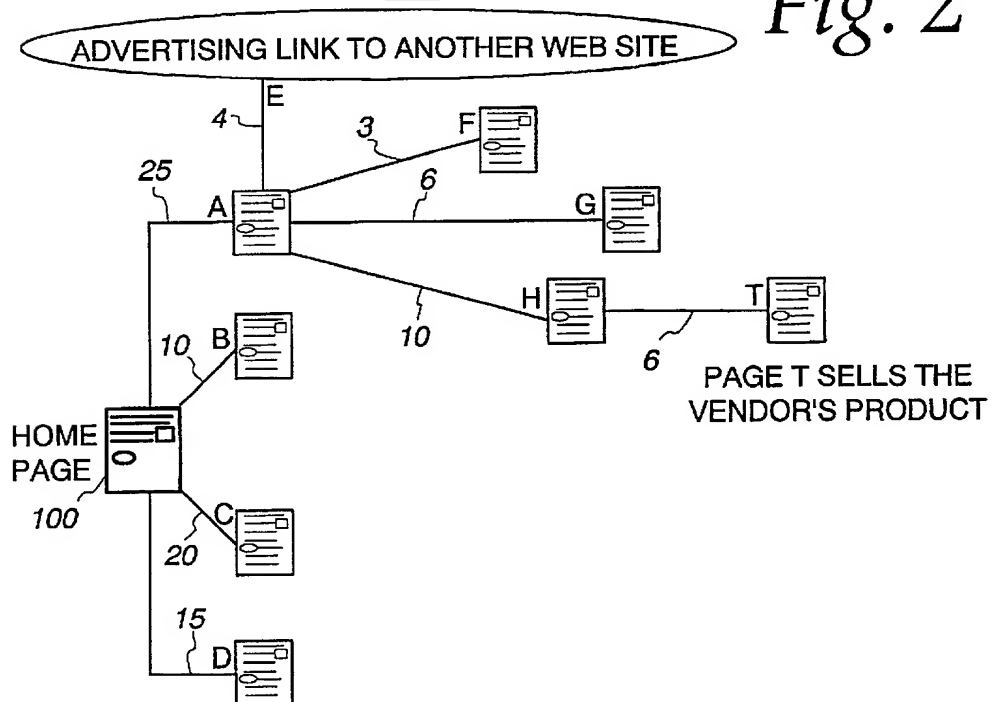 Fig. 2
ADVERTISING LINK TO ANOTHER WEB SITE
E
4
F
3
25
A
6
G
H
T
10
6
B
10
PAGE T SELLS THE
VENDOR'S PRODUCT
HOME
PAGE
100
C
20
15
D